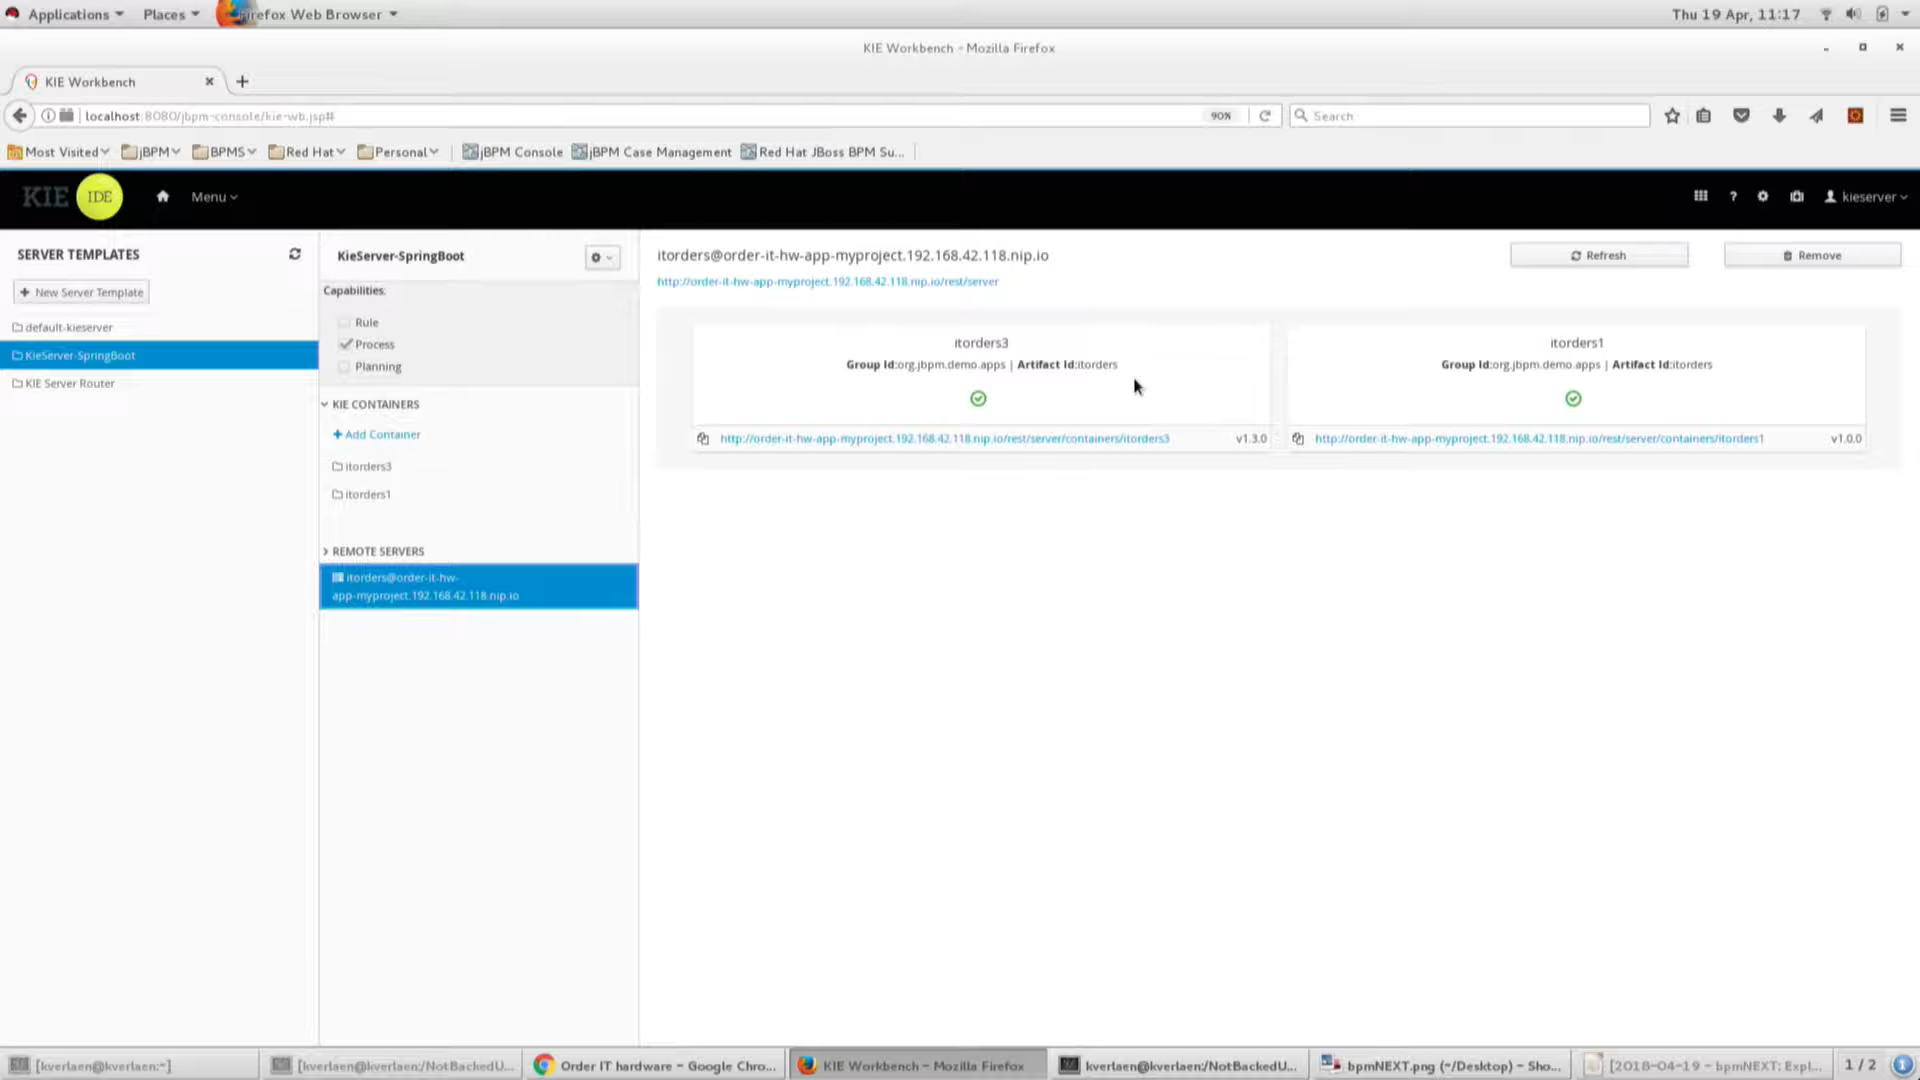 Applications Places Firefox Web Browser Thu 19 Apr, 11:17
KIE Workbench - Mozilla Firefox
KIE Workbench
localhost:8080/jbpm-console/kie-wb.jsp# 90% Search
Most Visited jBPM BPMS Red Hat Personal jBPM Console jBPM Case Management Red Hat JBoss BPM Su...
KIE IDE Menu ? kieserver
SERVER TEMPLATES
New Server Template
default-kieserver
KieServer-SpringBoot
KIE Server Router
KieServer-SpringBoot
Capabilities:
Rule
Process
Planning
KIE CONTAINERS
Add Container
itorders3
itorders1
REMOTE SERVERS
itorders@order-it-hw-
app-myproject.192.168.42.118.nip.io
itorders@order-it-hw-app-myproject.192.168.42.118.nip.io
Refresh Remove
http://order-it-hw-app-myproject.192.168.42.118.nip.io/rest/server
itorders3
Group Id:org.jbpm.demo.apps | Artifact Id:itorders
http://order-it-hw-app-myproject.192.168.42.118.nip.io/rest/server/containers/itorders3 v1.3.0
itorders1
Group Id:org.jbpm.demo.apps | Artifact Id:itorders
http://order-it-hw-app-myproject.192.168.42.118.nip.io/rest/server/containers/itorders1 v1.0.0
[kverlaen@kverlaen:~] [kverlaen@kverlaen:/NotBackedU... Order IT hardware - Google Chro... KIE Workbench - Mozilla Firefox kverlaen@kverlaen:/NotBackedU... bpmNEXT.png (~/Desktop) - Sho... [2018-04-19 - bpmNEXT: Expl... 1 / 2 1